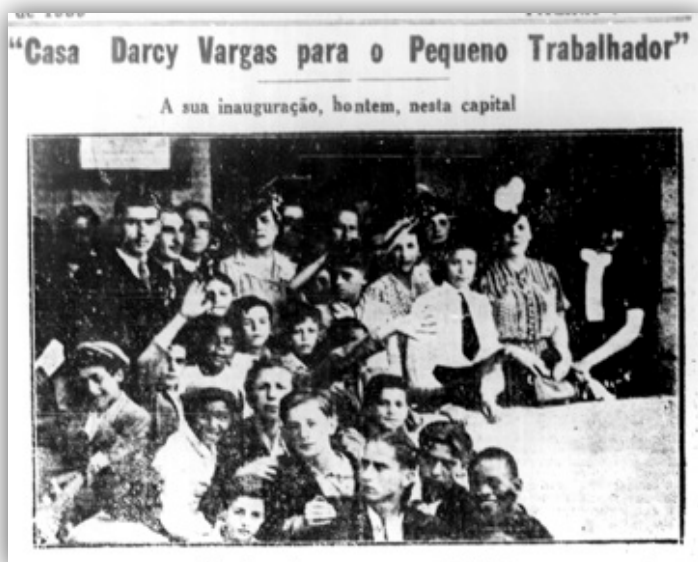 "Casa Darcy Vargas para o Pequeno Trabalhador"
A sua inauguração, hontem, nesta capital